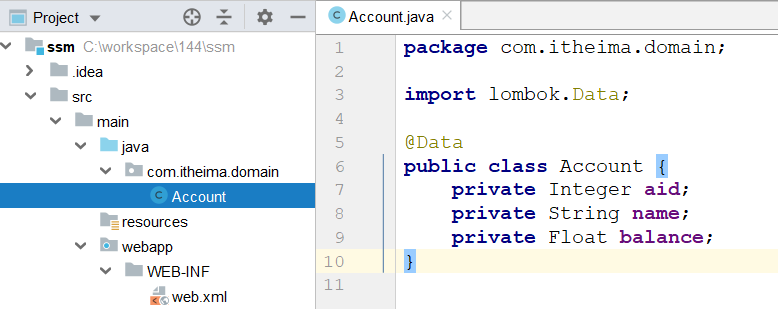 Project
ssm C:\workspace\144\ssm
.idea
src
main
java
com.itheima.domain
Account
resources
webapp
WEB-INF
web.xml
Account.java
1 package com.itheima.domain;
2
3 import lombok.Data;
4
5 @Data
6 public class Account {
7 private Integer aid;
8 private String name;
9 private Float balance;
10 }
11